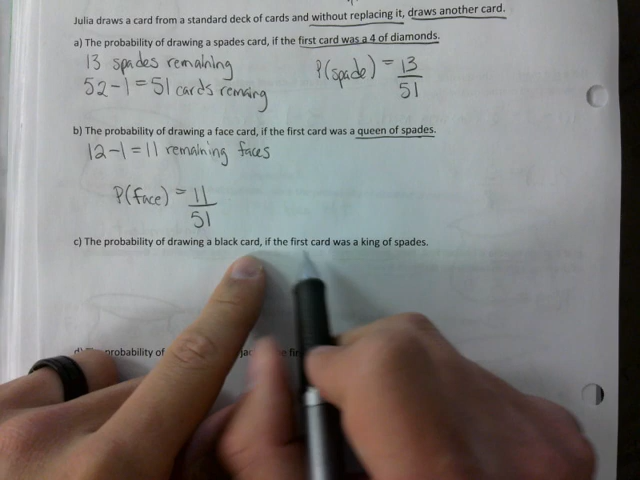 Julia draws a card from a standard deck of cards and without replacing it, draws another card.
a) The probability of drawing a spades card, if the first card was a 4 of diamonds.
13 spades remaining
52-1=51 cards remaing
P(spade) = 13/51
b) The probability of drawing a face card, if the first card was a queen of spades.
12-1=11 remaining faces
P(face) = 11/51
c) The probability of drawing a black card, if the first card was a king of spades.
probability of